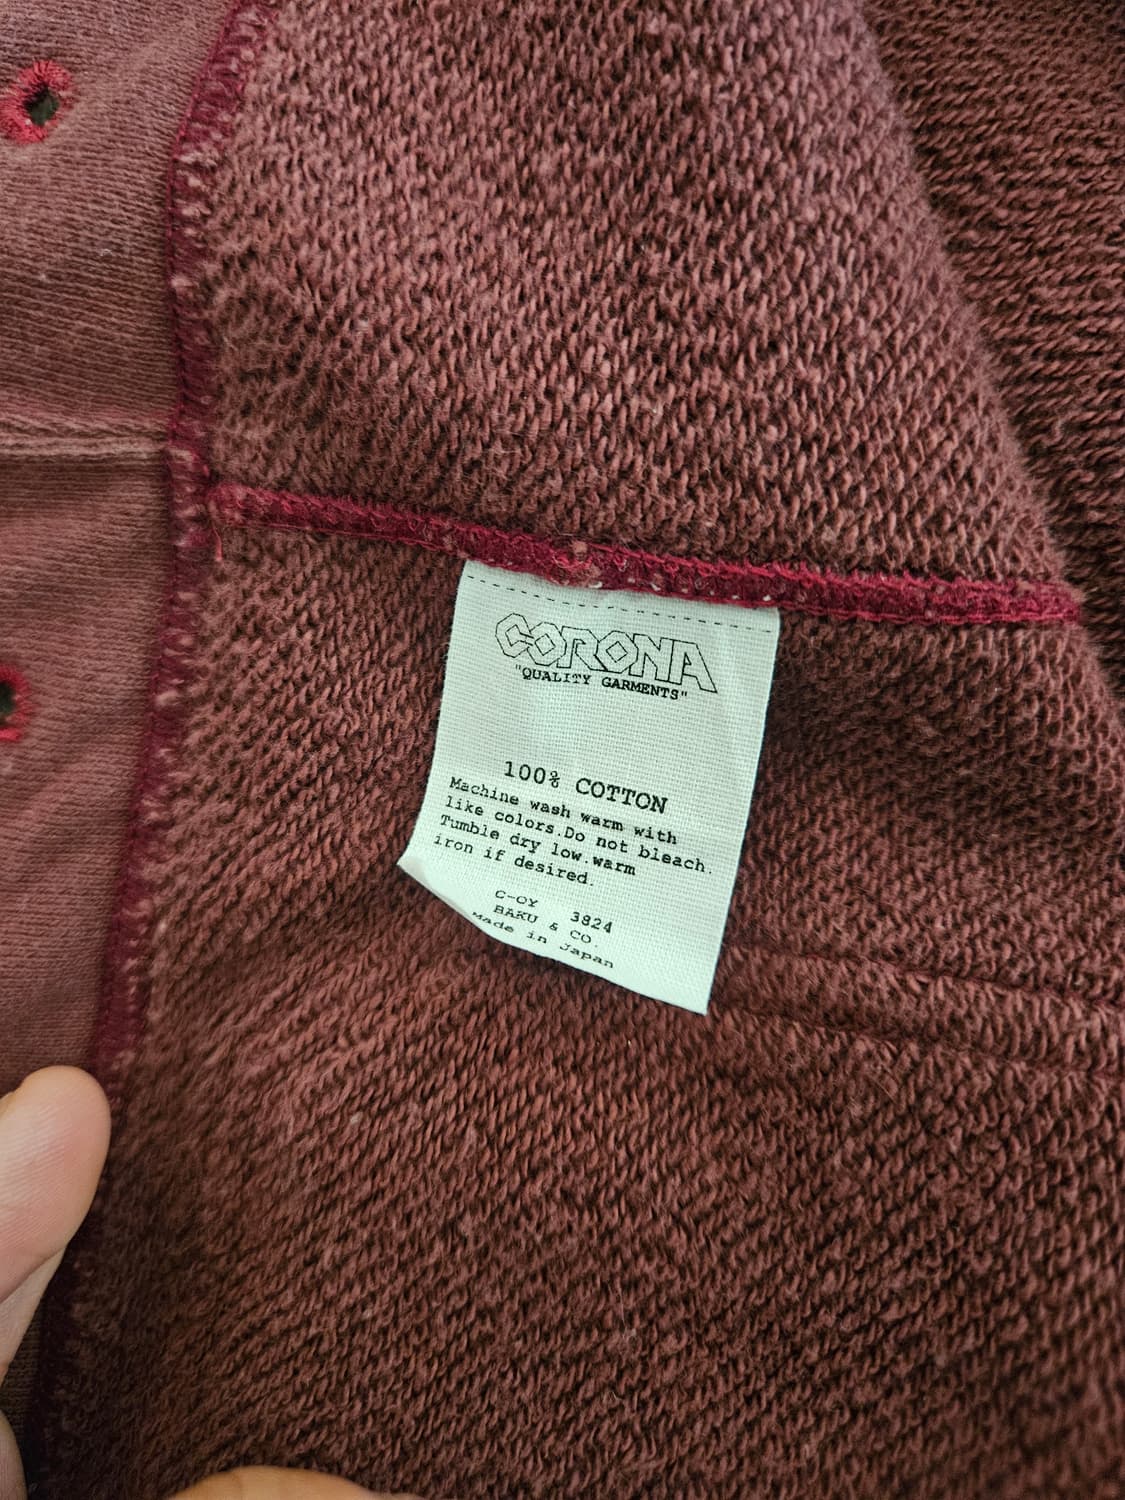 CORONA
"QUALITY GARMENTS"
100% COTTON
Machine wash warm with
like colors.Do not bleach.
Tumble dry low.warm
iron if desired.
C-OY 3824
BAKU & CO.
Made in Japan